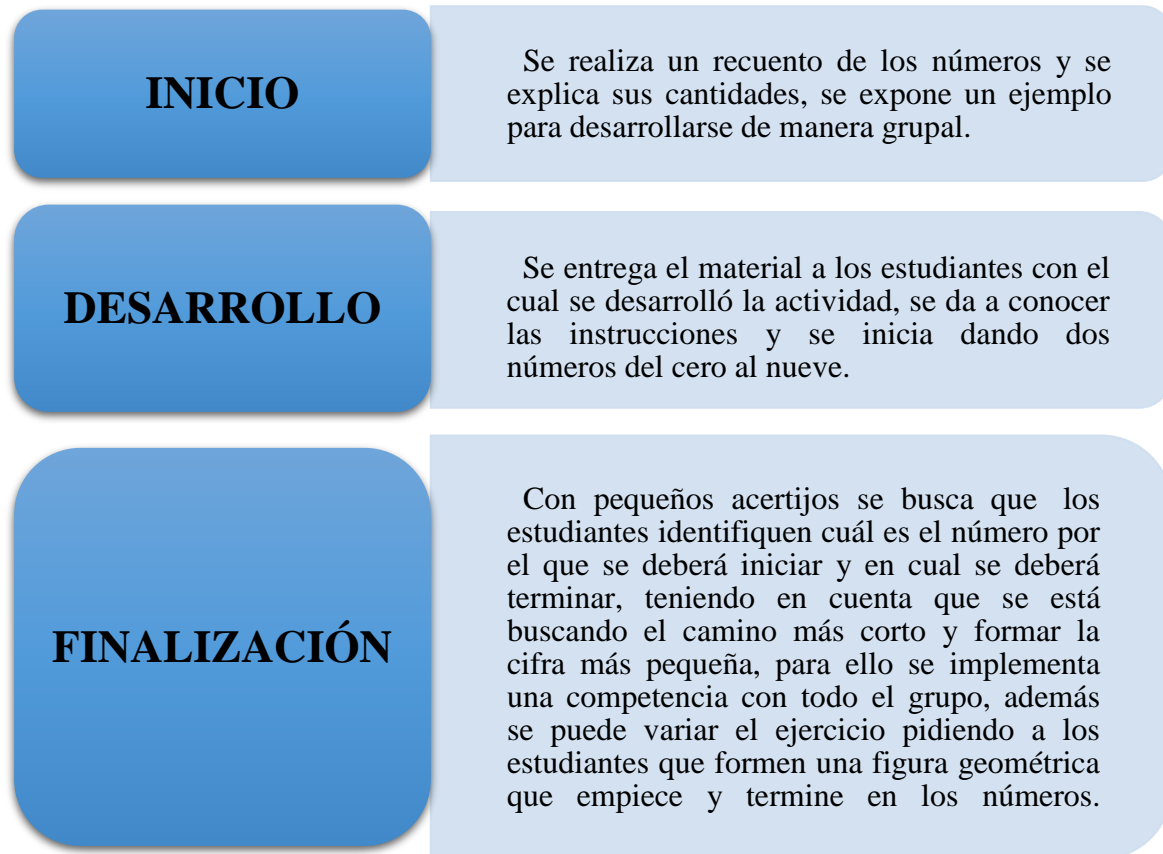 INICIO
Se realiza un recuento de los números y se
explica sus cantidades, se expone un ejemplo
para desarrollarse de manera grupal.
DESARROLLO
Se entrega el material a los estudiantes con el
cual se desarrolló la actividad, se da a conocer
las instrucciones y se inicia dando dos
números del cero al nueve.
FINALIZACIÓN
Con pequeños acertijos se busca que los
estudiantes identifiquen cuál es el número por
el que se deberá iniciar y en cual se deberá
terminar, teniendo en cuenta que se está
buscando el camino más corto y formar la
cifra más pequeña, para ello se implementa
una competencia con todo el grupo, además
se puede variar el ejercicio pidiendo a los
estudiantes que formen una figura geométrica
que empiece y termine en los números.